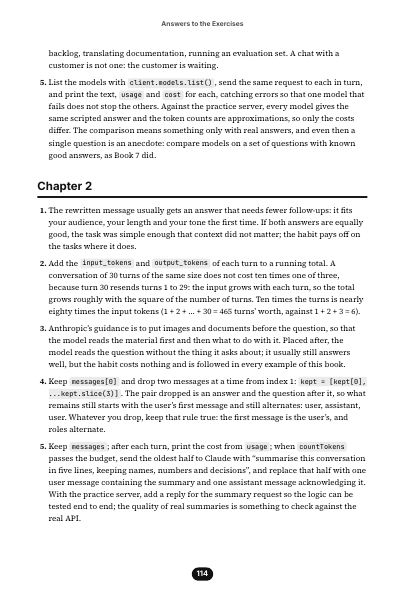 Answers to the Exercises
backlog, translating documentation, running an evaluation set. A chat with a
customer is not one: the customer is waiting.
5. List the models with client.models.list(), send the same request to each in turn,
and print the text, usage and cost for each, catching errors so that one model that
fails does not stop the others. Against the practice server, every model gives the
same scripted answer and the token counts are approximations, so only the costs
differ. The comparison means something only with real answers, and even then a
single question is an anecdote: compare models on a set of questions with known
good answers, as Book 7 did.
Chapter 2
1. The rewritten message usually gets an answer that needs fewer follow-ups: it fits
your audience, your length and your tone the first time. If both answers are equally
good, the task was simple enough that context did not matter; the habit pays off on
the tasks where it does.
2. Add the input_tokens and output_tokens of each turn to a running total. A
conversation of 30 turns of the same size does not cost ten times one of three,
because turn 30 resends turns 1 to 29: the input grows with each turn, so the total
grows roughly with the square of the number of turns. Ten times the turns is nearly
eighty times the input tokens (1 + 2 + … + 30 = 465 turns’ worth, against 1 + 2 + 3 = 6).
3. Anthropic’s guidance is to put images and documents before the question, so that
the model reads the material first and then what to do with it. Placed after, the
model reads the question without the thing it asks about; it usually still answers
well, but the habit costs nothing and is followed in every example of this book.
4. Keep messages[0] and drop two messages at a time from index 1: kept = [kept[0],
...kept.slice(3)]. The pair dropped is an answer and the question after it, so what
remains still starts with the user’s first message and still alternates: user, assistant,
user. Whatever you drop, keep that rule true: the first message is the user’s, and
roles alternate.
5. Keep messages; after each turn, print the cost from usage; when countTokens
passes the budget, send the oldest half to Claude with “summarise this conversation
in five lines, keeping names, numbers and decisions”, and replace that half with one
user message containing the summary and one assistant message acknowledging it.
With the practice server, add a reply for the summary request so the logic can be
tested end to end; the quality of real summaries is something to check against the
real API.
114